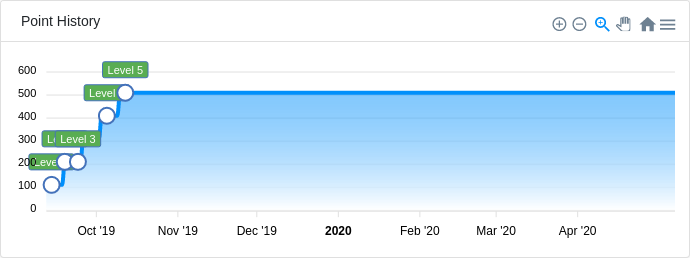 Point History
600
500
400
300
200
100
0
Level 5
Level
Level 3
Oct '19
Nov '19
Dec '19
2020
Feb '20
Mar '20
Apr '20